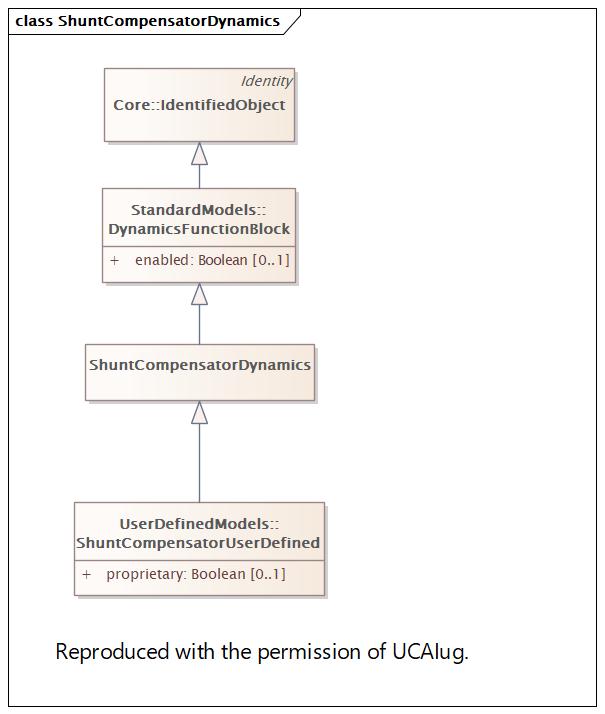 class ShuntCompensatorDynamics
Identity
Core::IdentifiedObject
StandardModels::
DynamicsFunctionBlock
+ enabled: Boolean [0..1]
ShuntCompensatorDynamics
UserDefinedModels::
ShuntCompensatorUserDefined
+ proprietary: Boolean [0..1]
Reproduced with the permission of UCAIug.